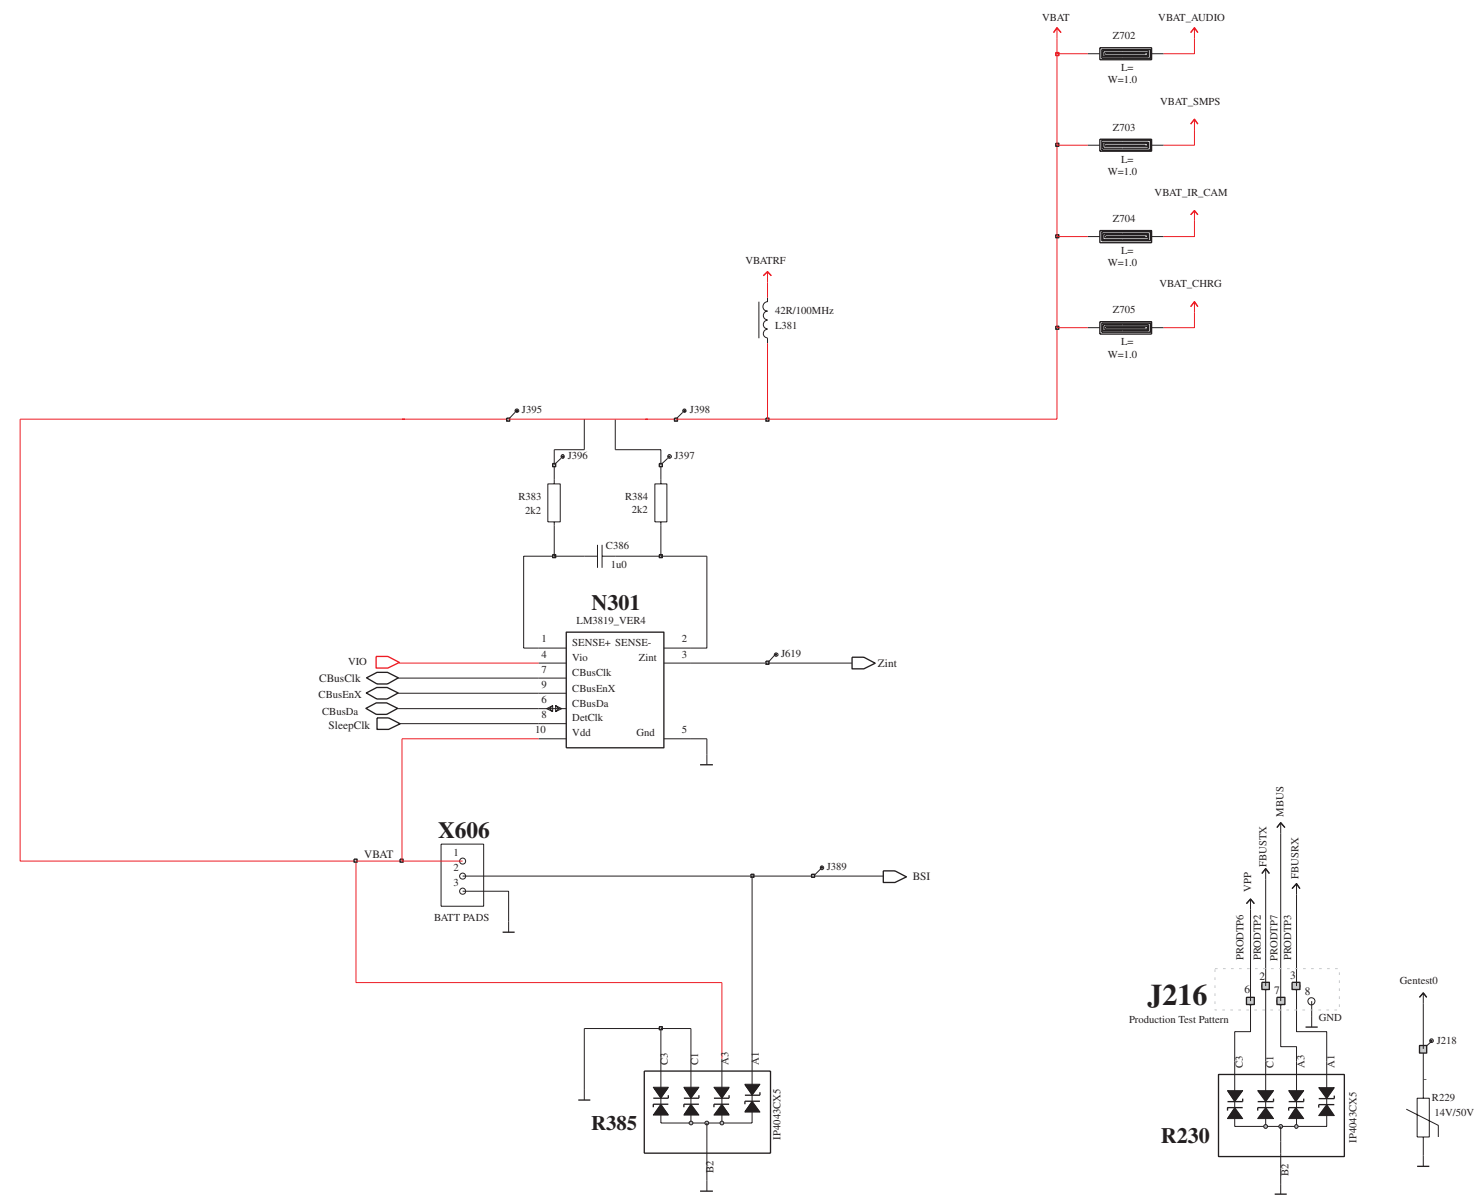 VBAT
VBAT_AUDIO
Z702
L=
W=1.0
VBAT_SMPS
Z703
L=
W=1.0
VBAT_IR_CAM
Z704
L=
W=1.0
VBAT_CHRG
Z705
L=
W=1.0
VBATRF
42R/100MHz
L381
J395
J398
J396
J397
R383
2k2
R384
2k2
C386
1u0
N301
LM3819_VER4
1
SENSE+ SENSE-
2
VIO
4
Vio
Zint
3
J619
Zint
CBusClk
7
CBusClk
CBusEnX
9
CBusEnX
CBusDa
6
CBusDa
SleepClk
8
DetClk
10
Vdd
Gnd
5
X606
VBAT
1
2
3
BATT PADS
J389
BSI
C3
C1
A3
A1
R385
IP4043CX5
B2
MBUS
FBUSTX
FBUSRX
VPP
PRODTP6
PRODTP2
PRODTP7
PRODTP3
J216
Production Test Pattern
6
2
7
3
8
GND
C3
C1
A3
A1
R230
IP4043CX5
B2
Gentest0
J218
R229
14V/50V